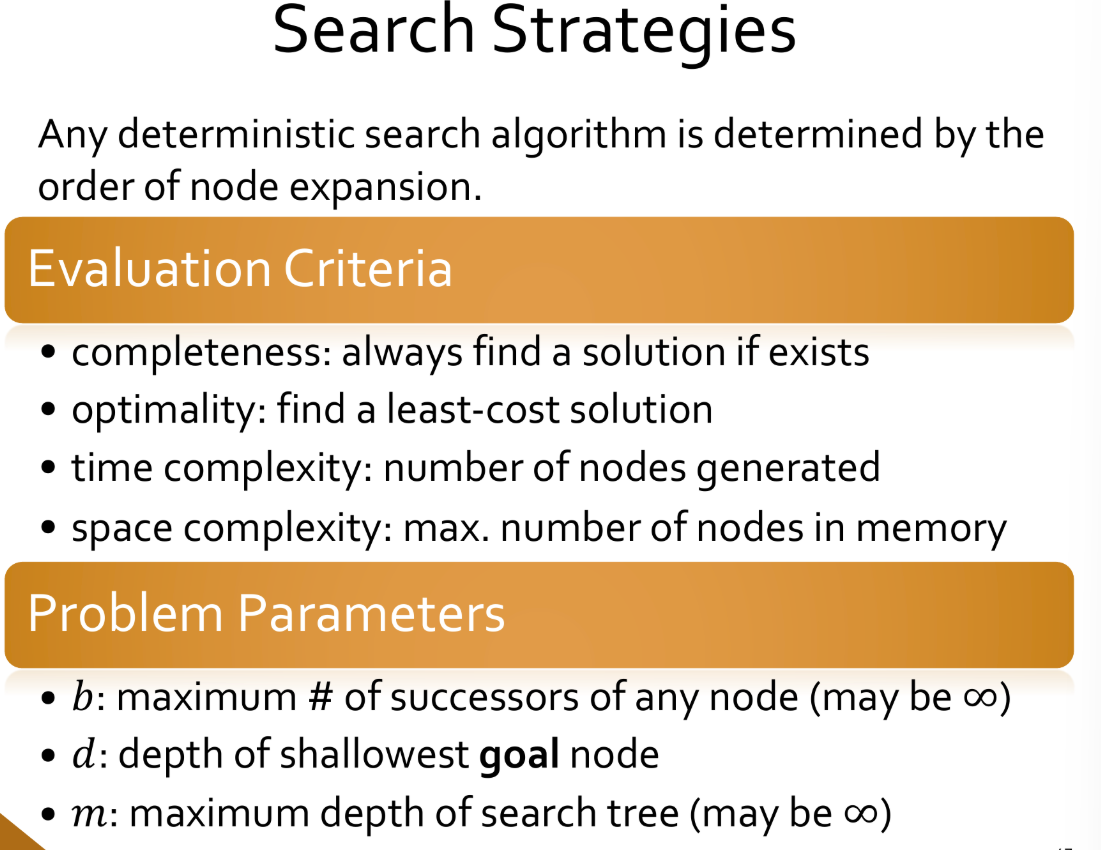 Search Strategies
Any deterministic search algorithm is determined by the
order of node expansion.
Evaluation Criteria
• completeness: always find a solution if exists
• optimality: find a least-cost solution
• time complexity: number of nodes generated
• space complexity: max. number of nodes in memory
Problem Parameters
• b: maximum # of successors of any node (may be ∞)
• d: depth of shallowest goal node
• m: maximum depth of search tree (may be ∞)